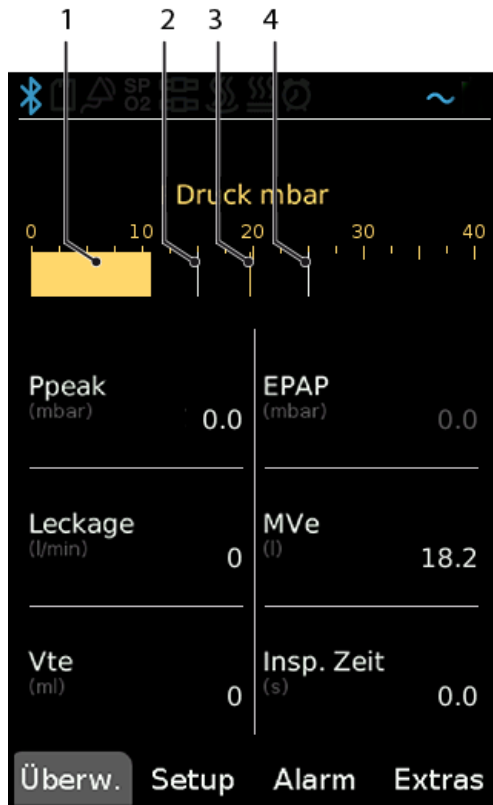 1 2 3 4
SP
O2
Druck mbar
0 10 20 30 40
Ppeak
(mbar)
0.0
EPAP
(mbar)
0.0
Leckage
(l/min)
0
MVe
(l)
18.2
Vte
(ml)
0
Insp. Zeit
(s)
0.0
Überw. Setup Alarm Extras